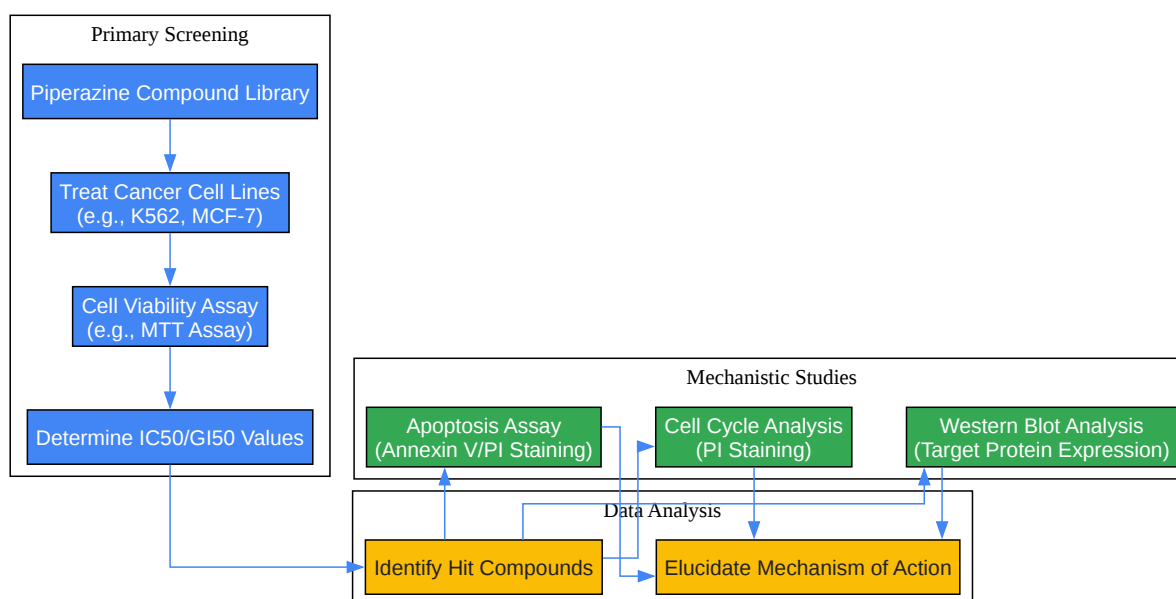 Primary Screening
Piperazine Compound Library
Treat Cancer Cell Lines
(e.g., K562, MCF-7)
Cell Viability Assay
(e.g., MTT Assay)
Determine IC50/GI50 Values
Mechanistic Studies
Apoptosis Assay
(Annexin V/PI Staining)
Cell Cycle Analysis
(PI Staining)
Western Blot Analysis
(Target Protein Expression)
Data Analysis
Identify Hit Compounds
Elucidate Mechanism of Action